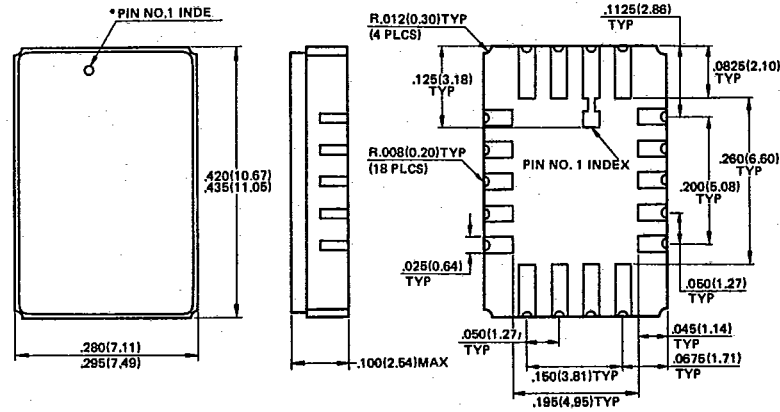 *PIN NO.1 INDE
.420(10.67)
.435(11.05)
.280(7.11)
.295(7.49)
.100(2.54)MAX
R.012(0.30)TYP
(4 PLCS)
.125(3.18)
TYP
R.008(0.20)TYP
(18 PLCS)
.025(0.64)
TYP
.050(1.27,
TYP
PIN NO. 1 INDEX
.1125(2.86)
TYP
.0825(2.10)
TYP
.260(6.60)
TYP
.200(5.08)
TYP
.050(1.27)
TYP
.045(1.14)
TYP
.0675(1.71)
TYP
.150(3.81)TYP
.195(4.95)TYP